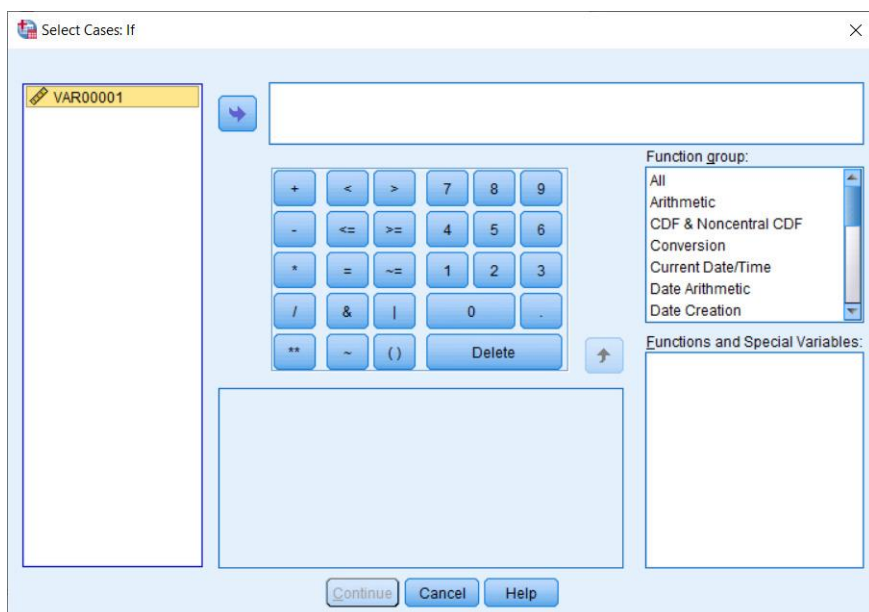 Select Cases: If
VAR00001
Function group:
All
Arithmetic
CDF & Noncentral CDF
Conversion
Current Date/Time
Date Arithmetic
Date Creation
+ < > 7 8 9
- <= >= 4 5 6
* = ~= 1 2 3
/ & | 0 .
** ~ ( ) Delete
Functions and Special Variables:
Continue Cancel Help